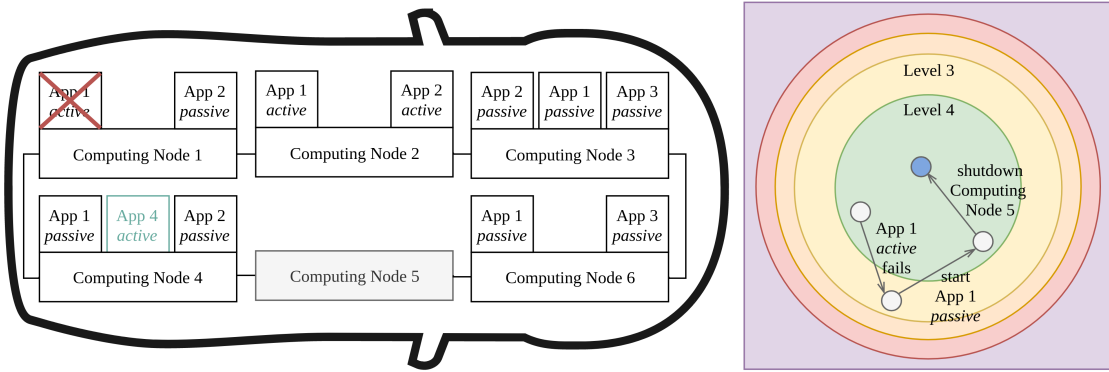 App 1
active
App 2
passive
Computing Node 1
App 1
active
App 2
active
Computing Node 2
App 2
passive
App 1
passive
App 3
passive
Computing Node 3
App 1
passive
App 4
active
App 2
passive
Computing Node 4
Computing Node 5
App 1
passive
App 3
passive
Computing Node 6
Level 3
Level 4
shutdown
Computing
Node 5
App 1
active
fails
start
App 1
passive